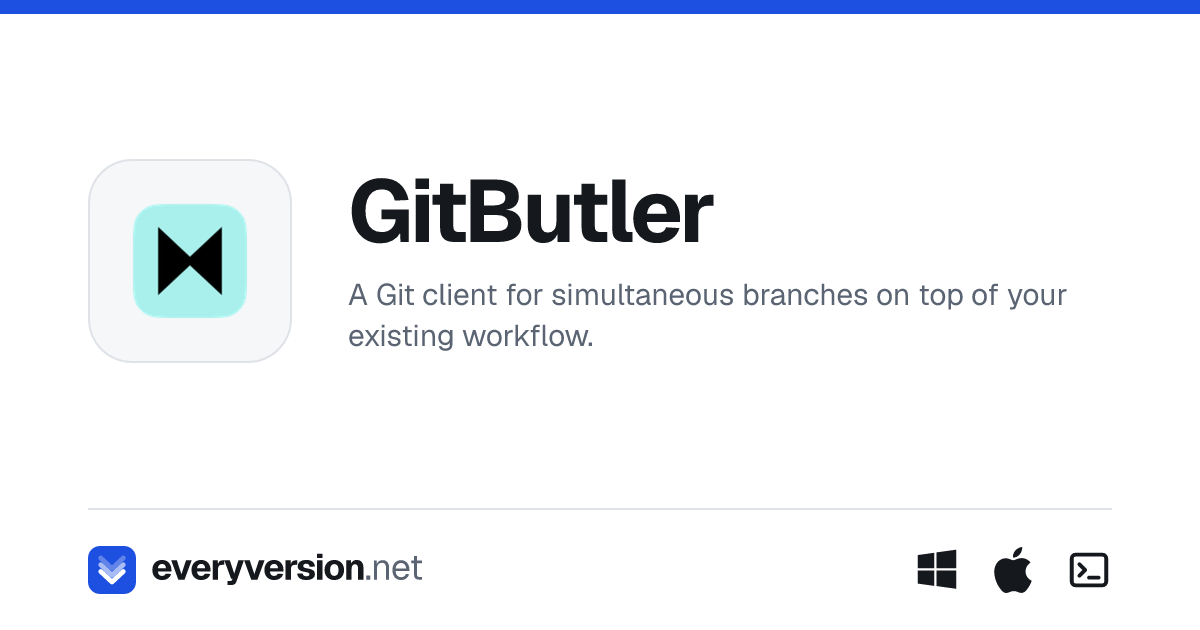 GitButler
A Git client for simultaneous branches on top of your
existing workflow.
everyversion.net